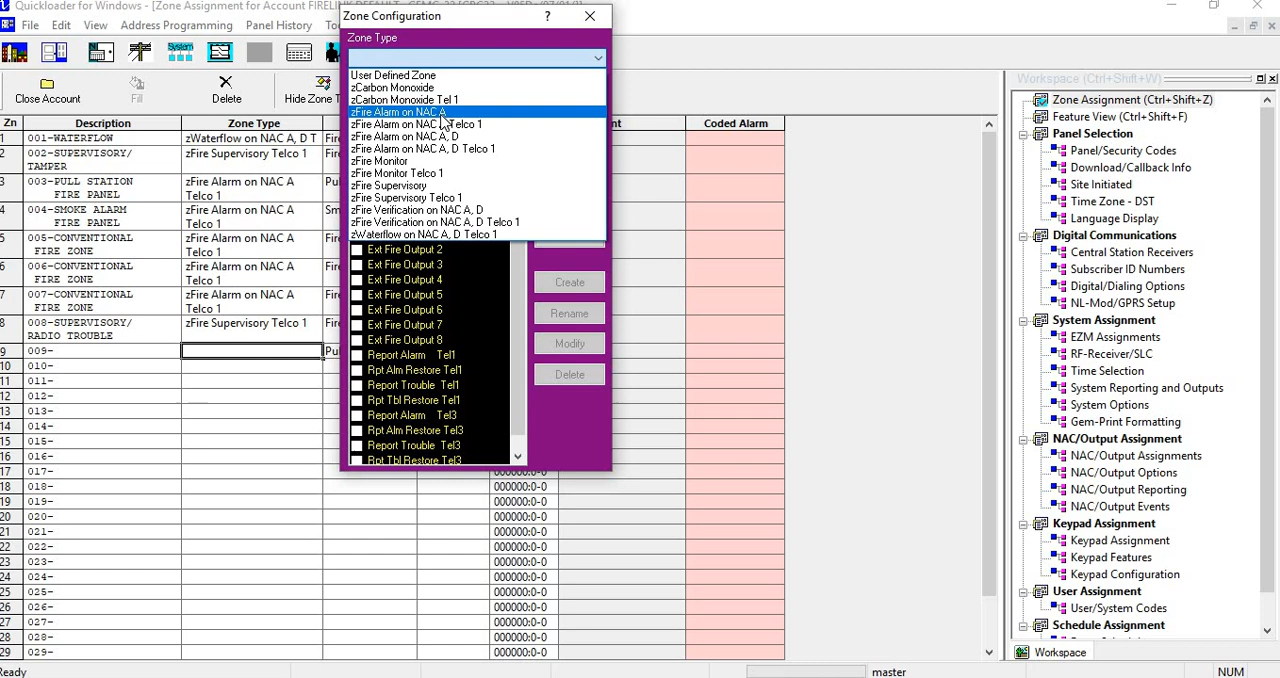 Quickloader for Windows - [Zone Assignment for Account FIRELINK DEFAULT
File Edit View Address Programming Panel History
Close Account Fill Delete Hide Zone T
Zone Configuration ? 
Zone Type
User Defined Zone
zCarbon Monoxide
zCarbon Monoxide Tel 1
zFire Alarm on NAC A
zFire Alarm on NAC Telco 1
zFire Alarm on NAC A, D
zFire Alarm on NAC A, D Telco 1
zFire Monitor
zFire Monitor Telco 1
zFire Supervisory
zFire Supervisory Telco 1
zFire Verification on NAC A, D
zFire Verification on NAC A, D Telco 1
zWaterflow on NAC A, D Telco 1
Ext Fire Output 2
Ext Fire Output 3
Ext Fire Output 4
Ext Fire Output 5
Ext Fire Output 6
Ext Fire Output 7
Ext Fire Output 8
Report Alarm Tel1
Rpt Alm Restore Tel1
Report Trouble Tel1
Rpt Tbl Restore Tel1
Report Alarm Tel3
Rpt Alm Restore Tel3
Report Trouble Tel3
Rpt Tbl Restore Tel3
Create
Rename
Modify
Delete
Zn Description Zone Type nt Coded Alarm
1 001-WATERFLOW zWaterflow on NAC A, D T Fire
2 002-SUPERVISORY/ zFire Supervisory Telco 1 Fire
TAMPER
3 003-PULL STATION zFire Alarm on NAC A Pu
FIRE PANEL Telco 1
4 004-SMOKE ALARM zFire Alarm on NAC A Sm
FIRE PANEL Telco 1
5 005-CONVENTIONAL zFire Alarm on NAC A Fire
FIRE ZONE Telco 1
6 006-CONVENTIONAL zFire Alarm on NAC A Fire
FIRE ZONE Telco 1
7 007-CONVENTIONAL zFire Alarm on NAC A Fire
FIRE ZONE Telco 1
8 008-SUPERVISORY/ zFire Supervisory Telco 1 Fire
RADIO TROUBLE
9 009- Pu
10 010-
11 011-
12 012-
13 013-
14 014-
15 015-
16 016-
17 017- 000000:0-0
18 018- 000000:0-0
19 019- 000000:0-0
20 020- 000000:0-0
21 021- 000000:0-0
22 022- 000000:0-0
23 023- 000000:0-0
24 024- 000000:0-0
25 025- 000000:0-0
26 026- 000000:0-0
27 027- 000000:0-0
28 028- 000000:0-0
29 029- 000000:0-0
Workspace (Ctrl+Shift+W)
Zone Assignment (Ctrl+Shift+Z)
Feature View (Ctrl+Shift+F)
Panel Selection
Panel/Security Codes
Download/Callback Info
Site Initiated
Time Zone - DST
Language Display
Digital Communications
Central Station Receivers
Subscriber ID Numbers
Digital/Dialing Options
NL-Mod/GPRS Setup
System Assignment
EZM Assignments
RF-Receiver/SLC
Time Selection
System Reporting and Outputs
System Options
Gem-Print Formatting
NAC/Output Assignment
NAC/Output Assignments
NAC/Output Options
NAC/Output Reporting
NAC/Output Events
Keypad Assignment
Keypad Assignment
Keypad Features
Keypad Configuration
User Assignment
User/System Codes
Schedule Assignment
Workspace
Ready master NUM